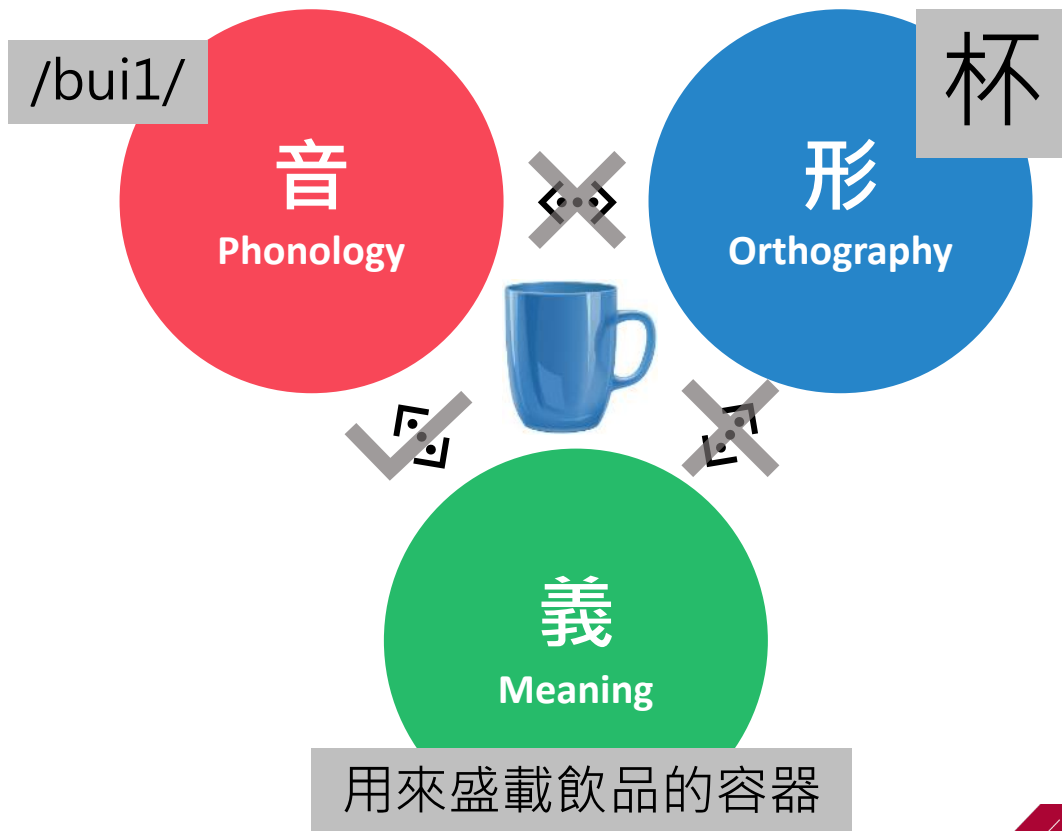 /bui1/
杯
音
Phonology
形
Orthography
義
Meaning
用來盛載飲品的容器